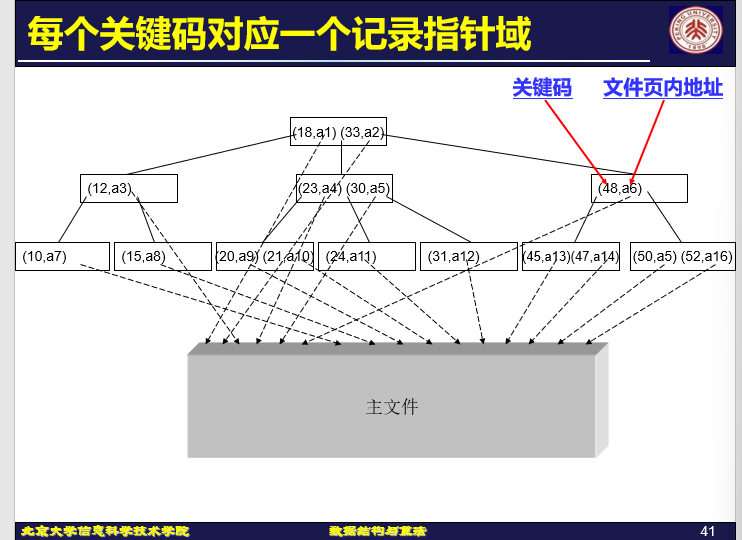 每个关键码对应一个记录指针域
关键码 文件页内地址
(18,a1) (33,a2)
(12,a3) (23,a4) (30,a5) (48,a6)
(10,a7) (15,a8) (20,a9) (21,a10) (24,a11) (31,a12) (45,a13)(47,a14) (50,a5) (52,a16)
主文件
北京大学信息科学技术学院 数据结构与算法 41